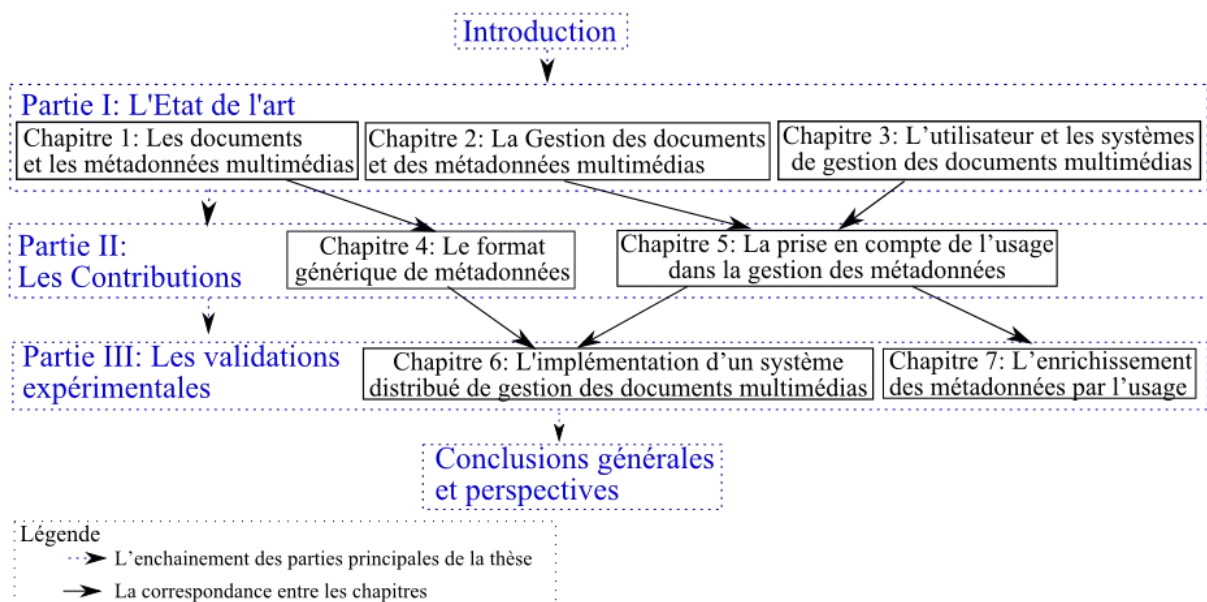 Introduction
Partie I: L'Etat de l'art
Chapitre 1: Les documents
et les métadonnées multimédias
Chapitre 2: La Gestion des documents
et des métadonnées multimédias
Chapitre 3: L’utilisateur et les systèmes
de gestion des documents multimédias
Partie II:
Les Contributions
Chapitre 4: Le format
générique de métadonnées
Chapitre 5: La prise en compte de l’usage
dans la gestion des métadonnées
Partie III: Les validations
expérimentales
Chapitre 6: L'implémentation d’un système
distribué de gestion des documents multimédias
Chapitre 7: L’enrichissement
des métadonnées par l’usage
Conclusions générales
et perspectives
Légende
L’enchainement des parties principales de la thèse
La correspondance entre les chapitres